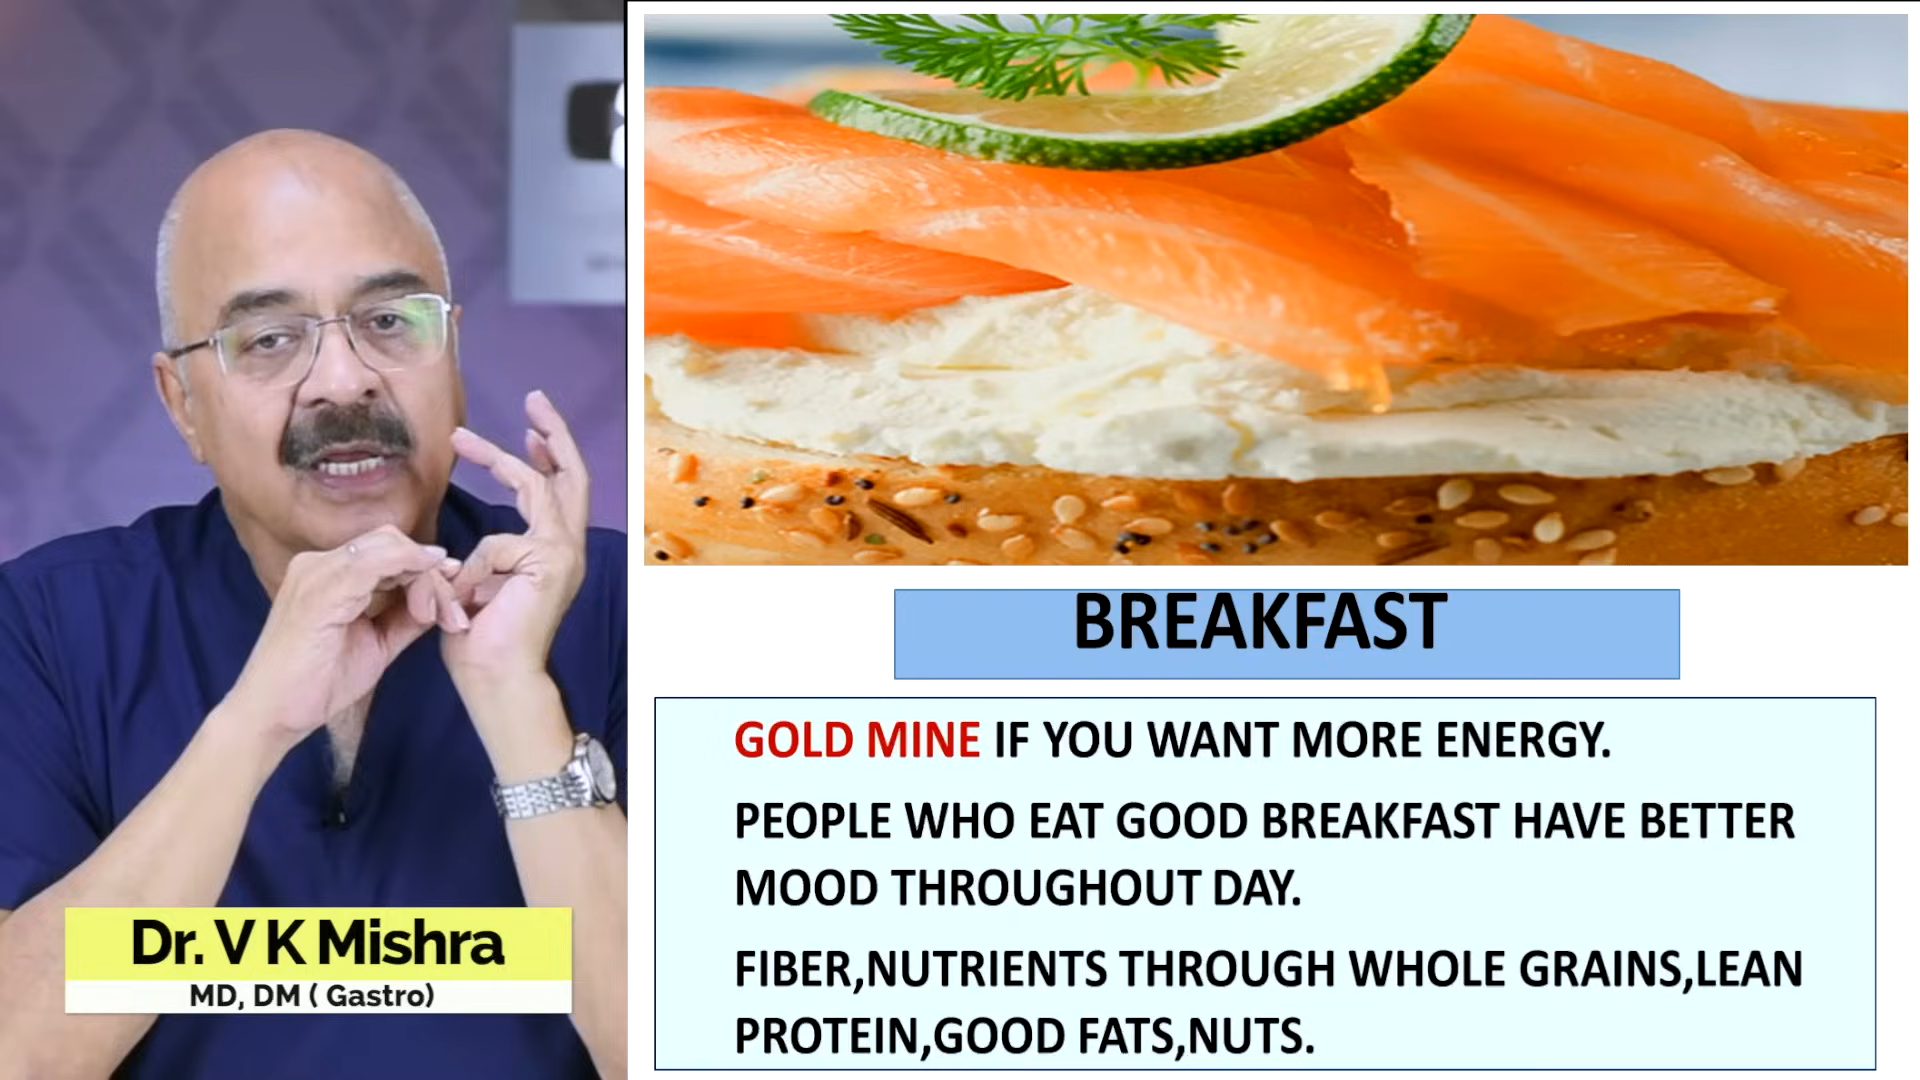 BREAKFAST
GOLD MINE IF YOU WANT MORE ENERGY.
PEOPLE WHO EAT GOOD BREAKFAST HAVE BETTER
MOOD THROUGHOUT DAY.
FIBER,NUTRIENTS THROUGH WHOLE GRAINS,LEAN
PROTEIN,GOOD FATS,NUTS.
Dr. V K Mishra
MD, DM ( Gastro)